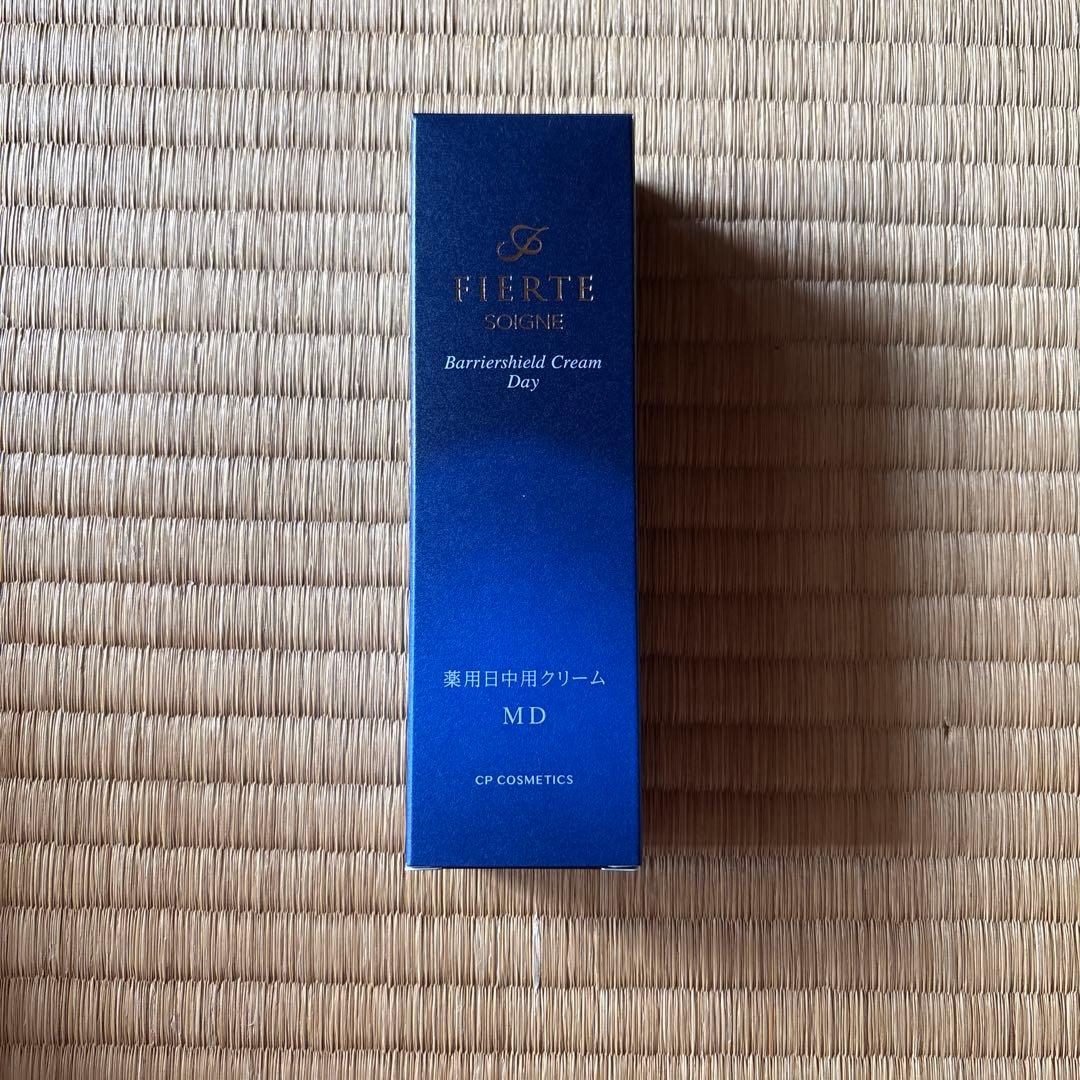 FIERTE
SOIGNE
Barriershield Cream
Day
薬用日中用クリーム
MD
CP COSMETICS